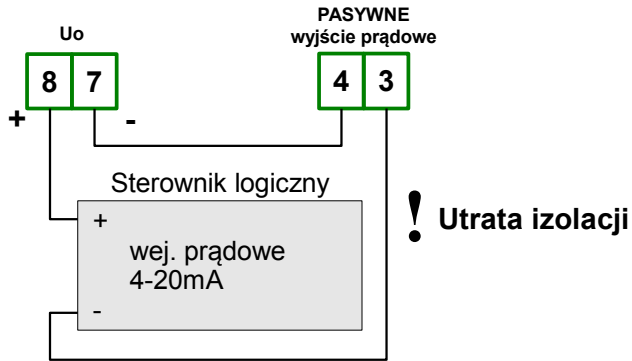 Uo
PASYWNE
wyjście prądowe
8 7
4 3
+ -
Sterownik logiczny
+
wej. prądowe
4-20mA
-
! Utrata izolacji